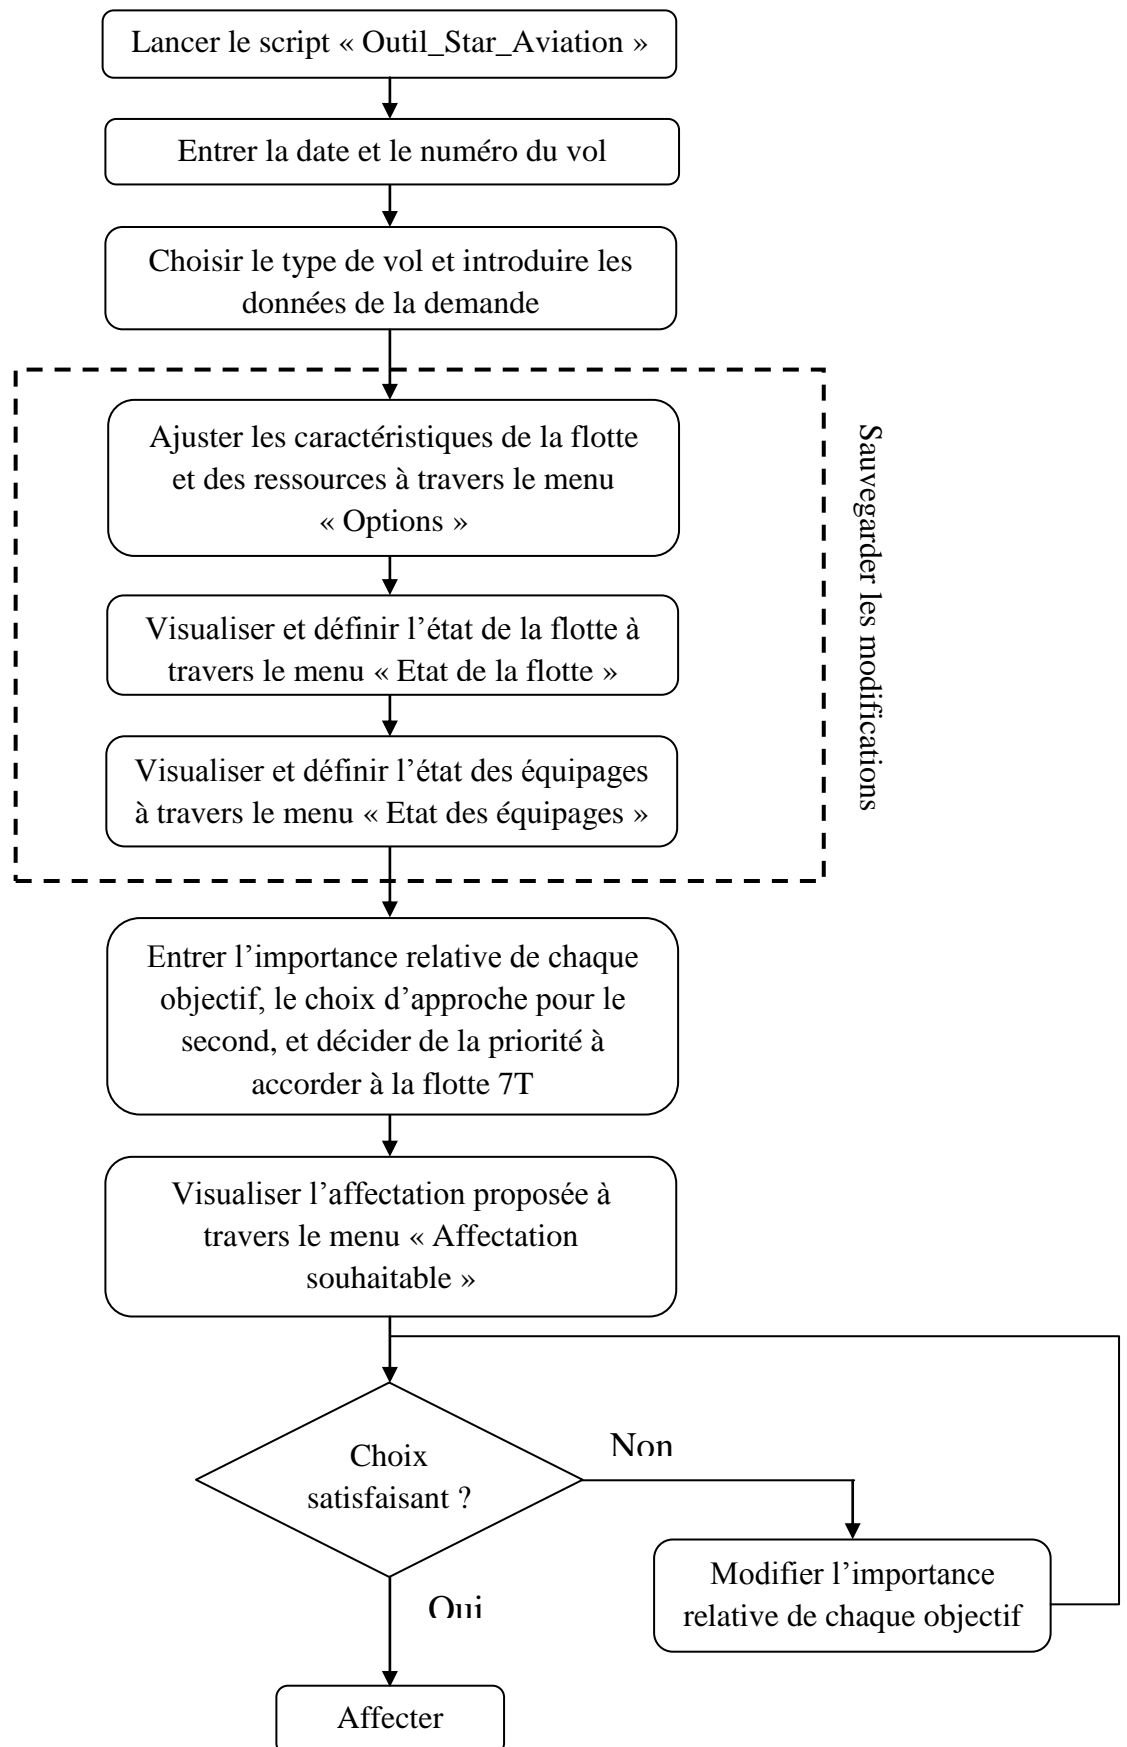 Lancer le script « Outil_Star_Aviation »
Entrer la date et le numéro du vol
Choisir le type de vol et introduire les
données de la demande
Ajuster les caractéristiques de la flotte
et des ressources à travers le menu
« Options »
Visualiser et définir l’état de la flotte à
travers le menu « Etat de la flotte »
Visualiser et définir l’état des équipages
à travers le menu « Etat des équipages »
Sauvegarder les modifications
Entrer l’importance relative de chaque
objectif, le choix d’approche pour le
second, et décider de la priorité à
accorder à la flotte 7T
Visualiser l’affectation proposée à
travers le menu « Affectation
souhaitable »
Choix
satisfaisant ?
Non
Modifier l’importance
relative de chaque objectif
Oui
Affecter